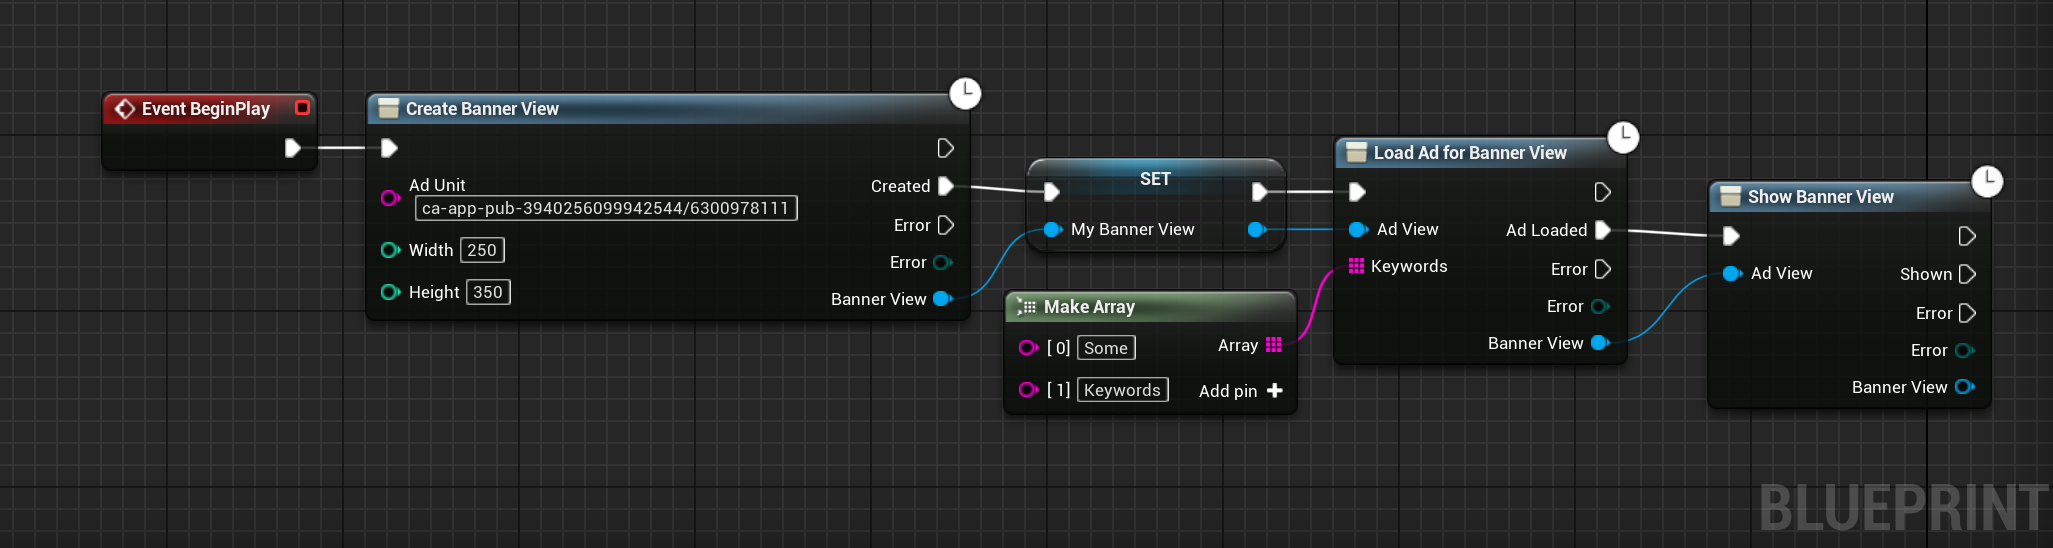 Event BeginPlay
Create Banner View
Ad Unit
ca-app-pub-3940256099942544/6300978111
Width 250
Height 350
Created
Error
Error
Banner View
SET
My Banner View
Make Array
[ 0] Some
[ 1] Keywords
Array
Add pin
Load Ad for Banner View
Ad View
Keywords
Ad Loaded
Error
Error
Banner View
Show Banner View
Ad View
Shown
Error
Error
Banner View
BLUEPRINT